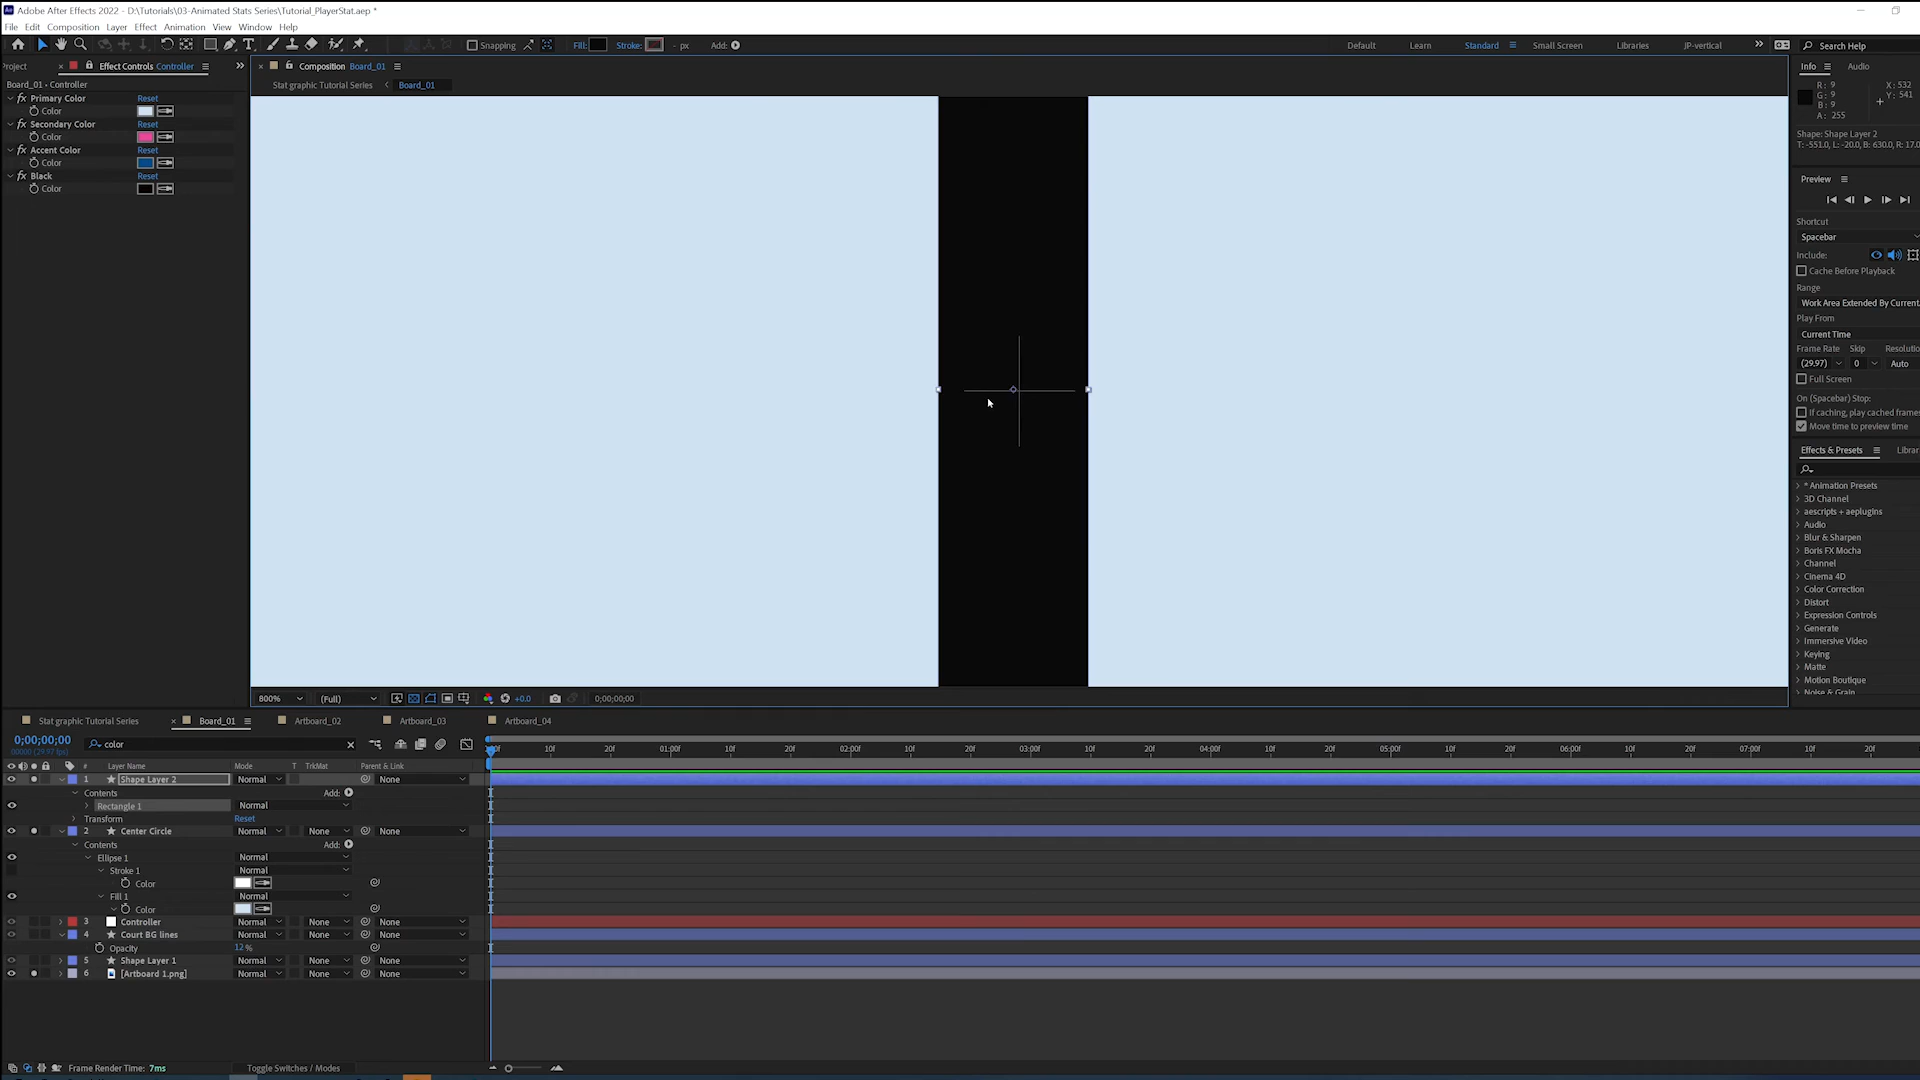 Adobe After Effects 2022 - D:\Tutorials\03-Animated Stats Series\Tutorial_PlayerStat.aep *
File Edit Composition Layer Effect Animation View Window Help
Snapping Fill: Stroke: - px Add: Default Learn Standard Small Screen Libraries JP-vertical Search Help
Project Effect Controls Controller
Composition Board_01
Info Audio
Board_01 • Controller
Stat graphic Tutorial Series Board_01
fx Primary Color Reset
Color
fx Secondary Color Reset
Color
fx Accent Color Reset
Color
fx Black Reset
Color
R: 9
G: 9
B: 9
A: 255
X: 532
Y: 541
Shape: Shape Layer 2
T: -551.0, L: -20.0, B: 630.0, R: 17.0
Preview
Shortcut
Spacebar
Include:
Cache Before Playback
Range
Work Area Extended By Current
Play From
Current Time
Frame Rate Skip
(29.97) 0 Auto
Full Screen
On (Spacebar) Stop:
If caching, play cached frames
Move time to preview time
Effects & Presets
* Animation Presets
3D Channel
aescripts + aeplugins
Audio
Blur & Sharpen
Boris FX Mocha
Channel
Cinema 4D
Color Correction
Distort
Expression Controls
Generate
Immersive Video
Keying
Matte
Motion Boutique
Noise & Grain
800% (Full) +0.0 0;00;00;00
Stat graphic Tutorial Series Board_01 Artboard_02 Artboard_03 Artboard_04
0;00;00;00
00000 (29.97 fps)
color
10f 20f 01:00f 10f 20f 02:00f 10f 20f 03:00f 10f 20f 04:00f 10f 20f 05:00f 10f 20f 06:00f 10f 20f 07:00f 10f 20f
# Layer Name Mode T TrkMat Parent & Link
1 Shape Layer 2 Normal None
Contents Add:
Rectangle 1 Normal
Transform Reset
2 Center Circle Normal None None
Contents Add:
Ellipse 1 Normal
Stroke 1 Normal
Color
Fill 1 Normal
Color
3 Controller Normal None None
4 Court BG lines Normal None None
Opacity 12 %
5 Shape Layer 1 Normal None None
6 [Artboard 1.png] Normal None None
Frame Render Time: 7ms Toggle Switches / Modes